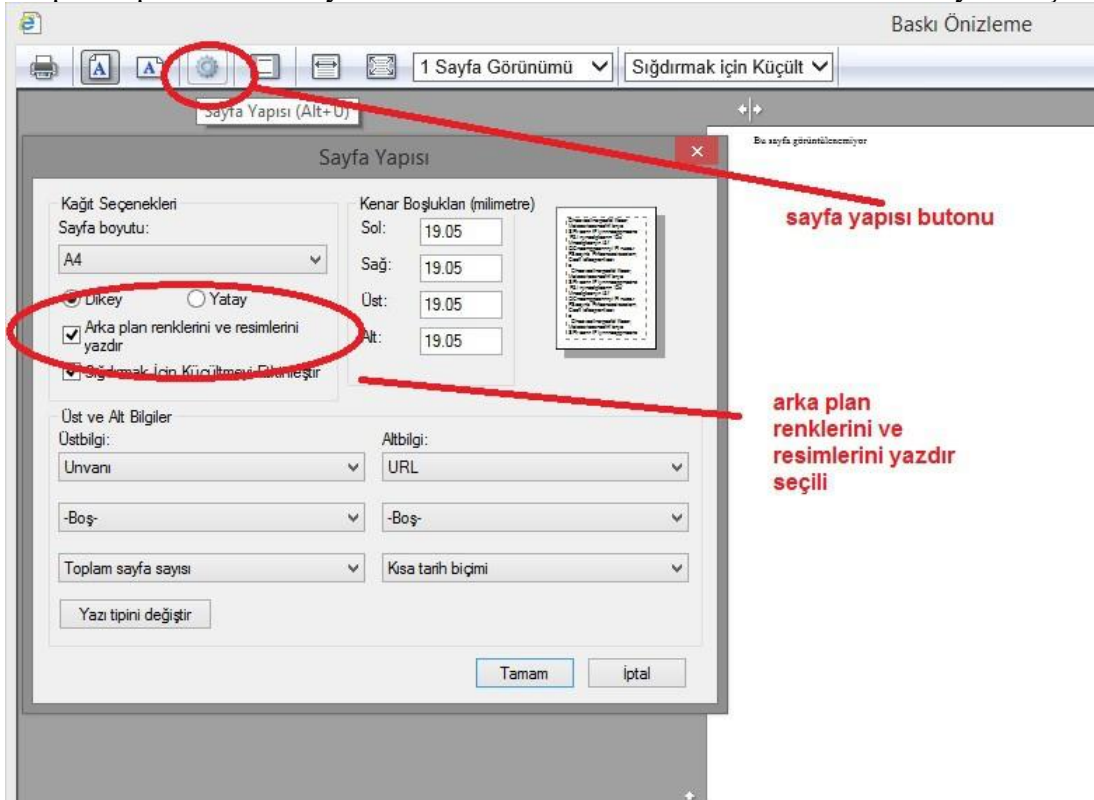 Baskı Önizleme
1 Sayfa Görünümü
Sığdırmak için Küçült
Sayfa Yapısı (Alt+U)
Bu sayfa görüntülenemiyor
Sayfa Yapısı
sayfa yapısı butonu
Kağıt Seçenekleri
Sayfa boyutu:
A4
Dikey
Yatay
Arka plan renklerini ve resimlerini
yazdır
Sığdırmak İçin Küçültmeyi Etkinleştir
Kenar Boşlukları (milimetre)
Sol: 19.05
Sağ: 19.05
Üst: 19.05
Alt: 19.05
arka plan
renklerini ve
resimlerini yazdır
seçili
Üst ve Alt Bilgiler
Üstbilgi:
Altbilgi:
Unvanı
URL
-Boş-
-Boş-
Toplam sayfa sayısı
Kısa tarih biçimi
Yazı tipini değiştir
Tamam
İptal